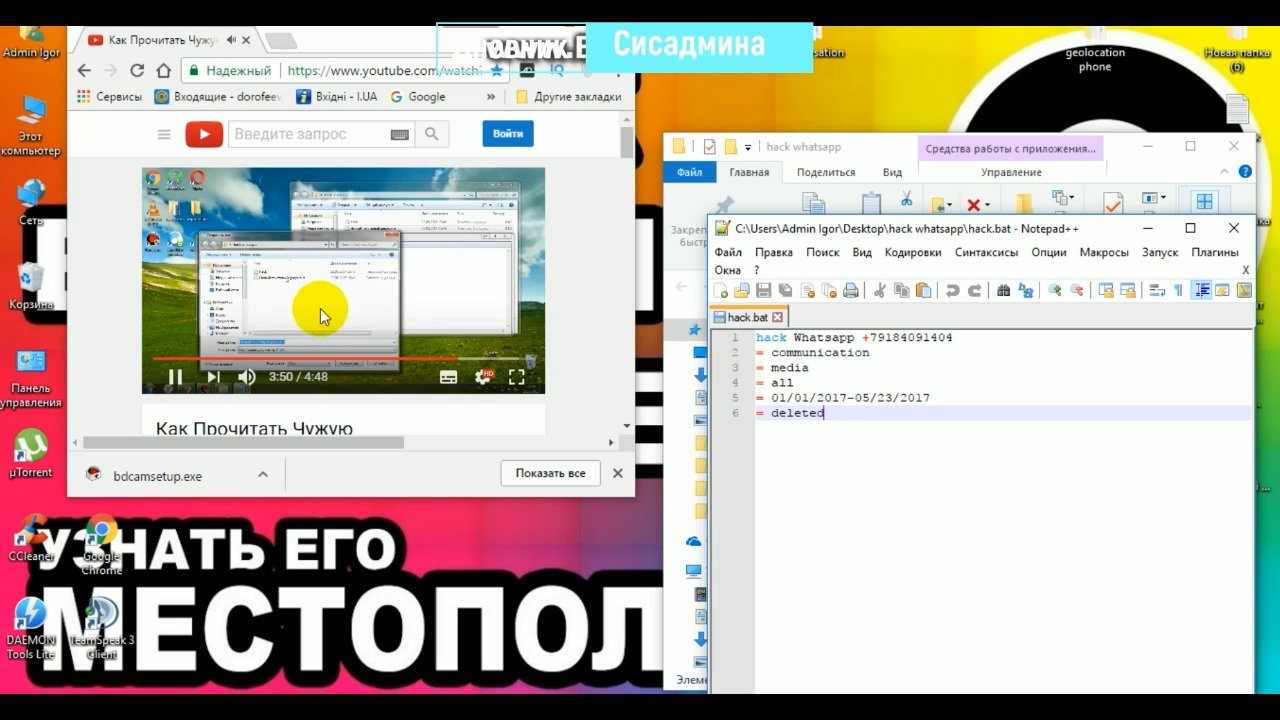 Admin Igor
Как Прочитать Чужу
Сисадмина
geolocation
phone
Новая папка
(6)
Надежный
https://www.youtube.com/watch
Сервисы
Входящие - dorofeev
Вхідні - I.UA
Google
»
Другие закладки
Этот
компьютер
Введите запрос
Войти
hack whatsapp
Средства работы с приложения...
Файл
Главная
Поделиться
Вид
Управление
Сеть
C:\Users\Admin Igor\Desktop\hack whatsapp\hack.bat - Notepad++
Файл Правка Поиск Вид Кодировки Синтаксисы Опции Макросы Запуск Плагины
Окна ? X
Корзина
hack.bat
1 hack Whatsapp +79184091404
2 = communication
3 = media
4 = all
5 = 01/01/2017-05/23/2017
6 = deleted
3:50 / 4:48
HD
Панель
управления
Как Прочитать Чужую
µTorrent
bdcamsetup.exe
Показать все
CCleaner
Google
Chrome
УЗНАТЬ ЕГО
МЕСТОПОЛ
DAEMON
Tools Lite
TeamSpeak 3
Client
Элеме